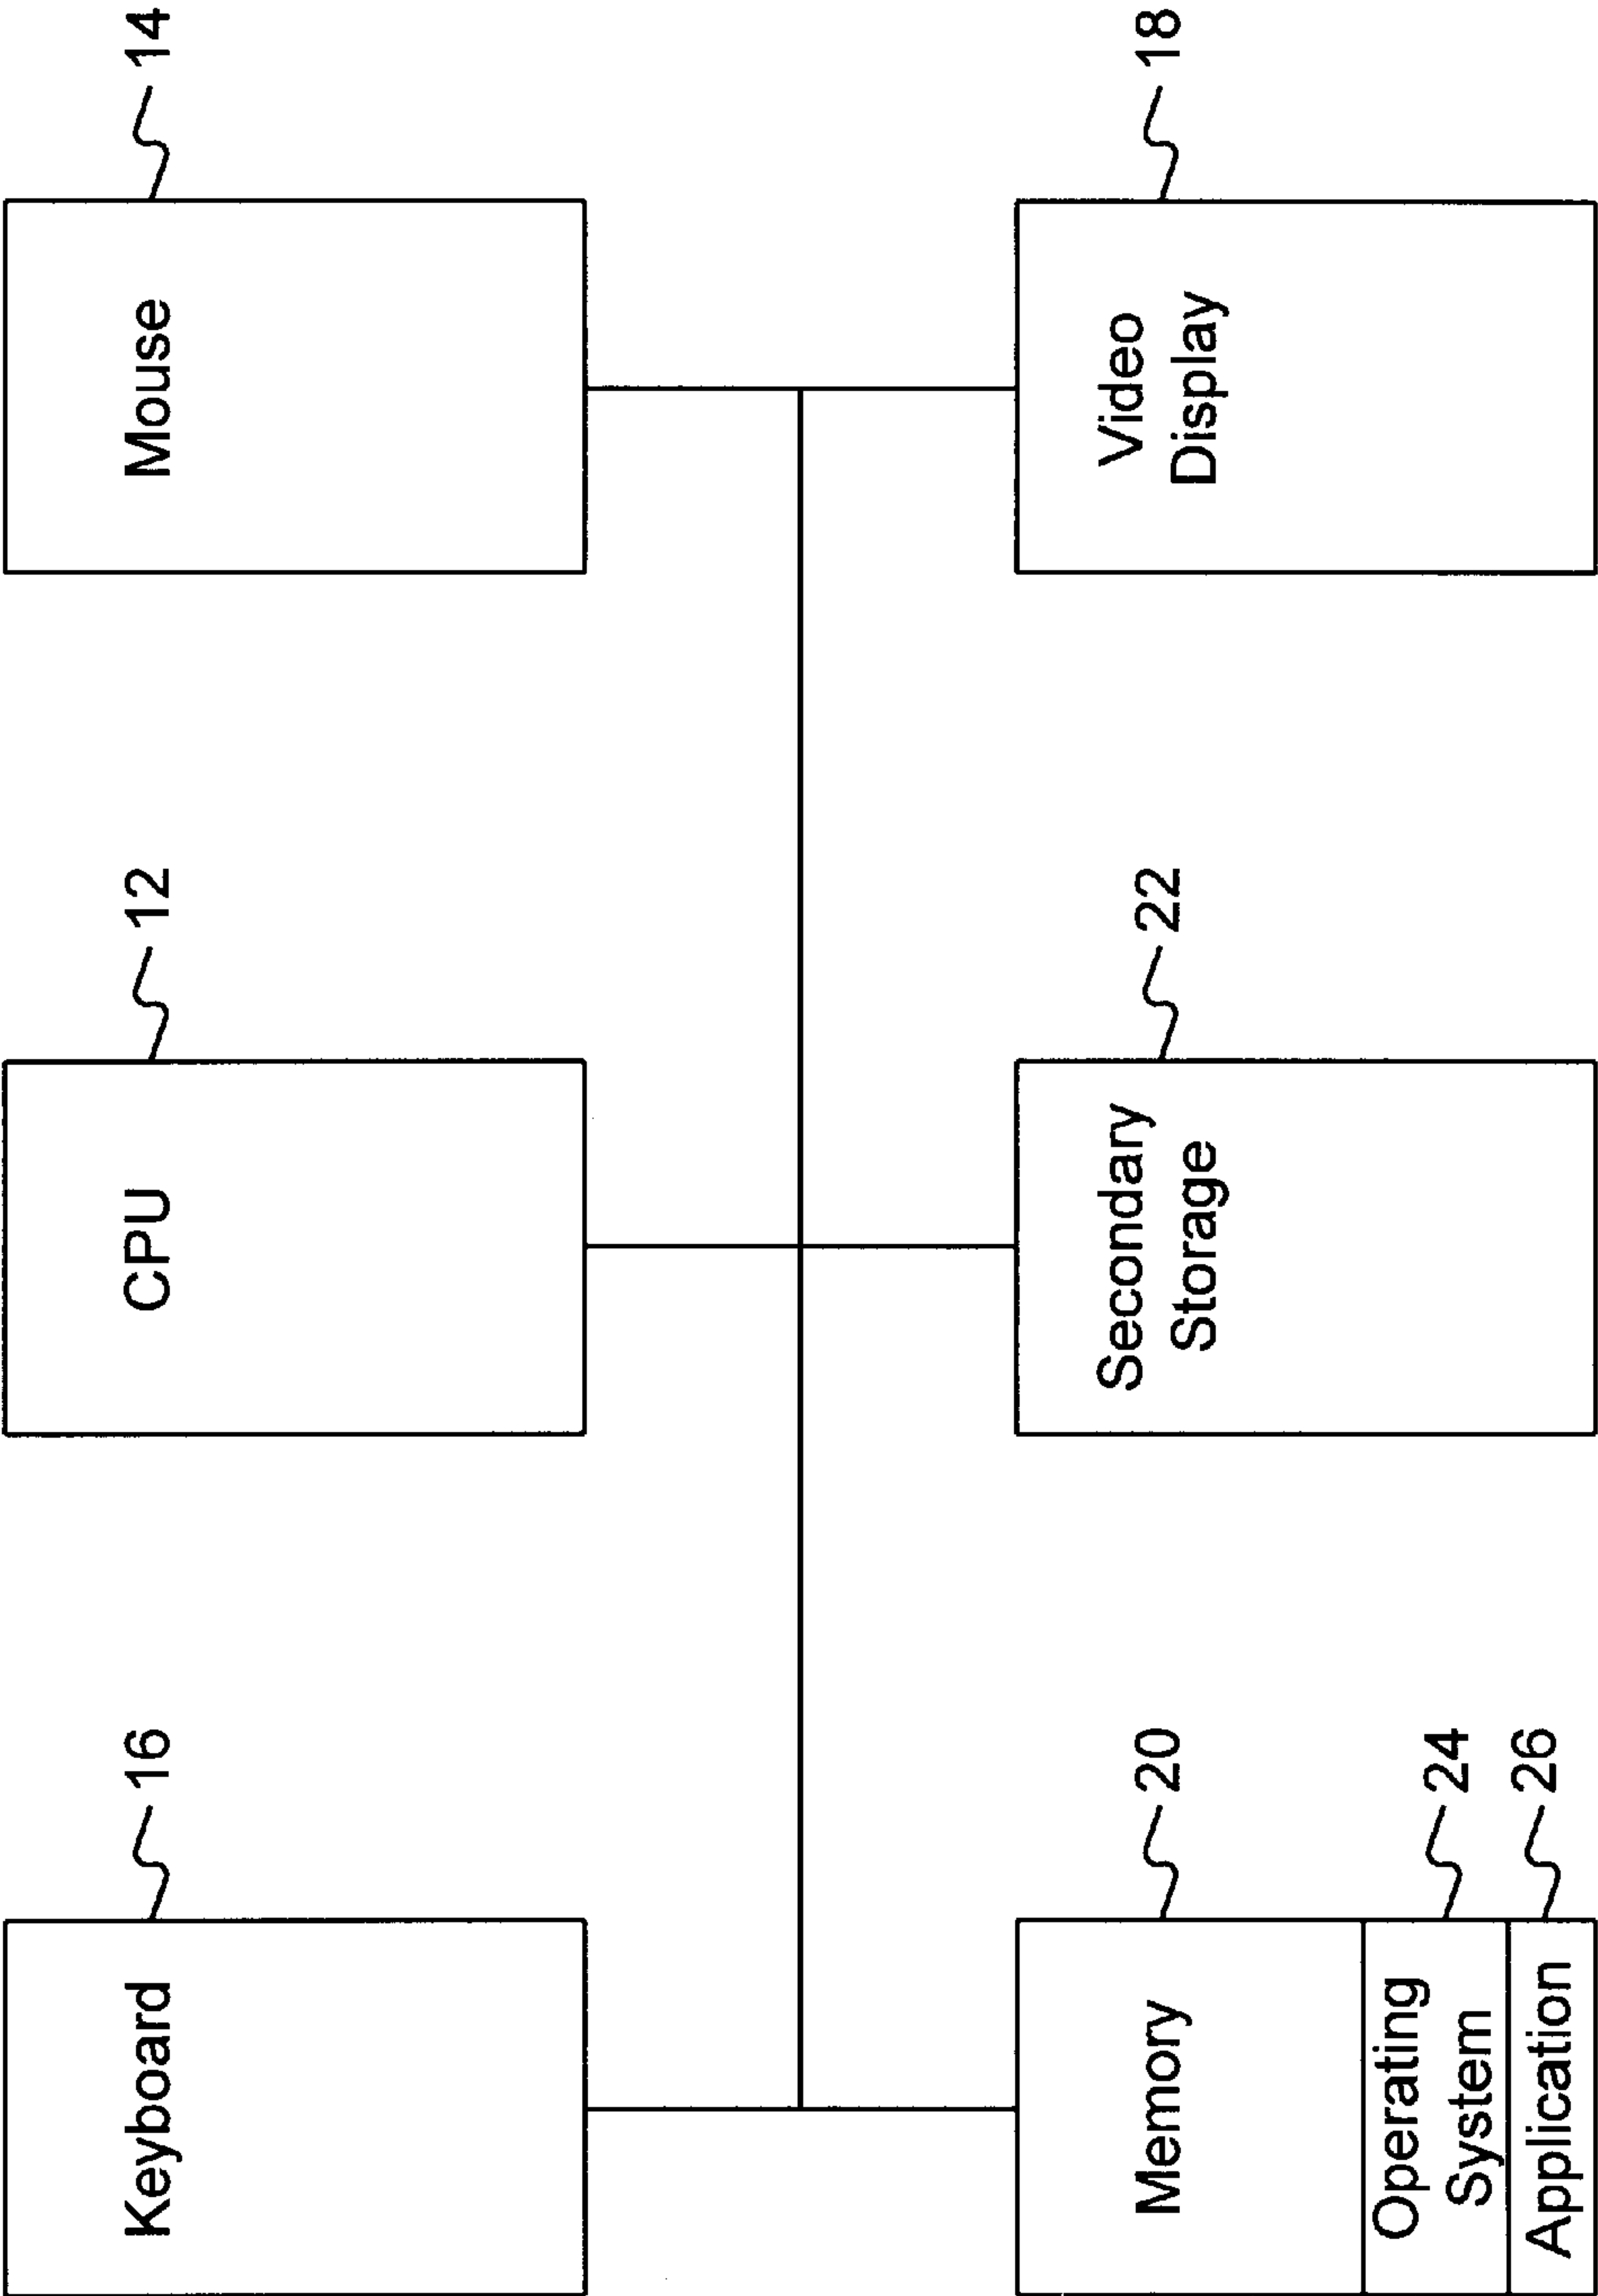 Keyboard
16
CPU
12
Mouse
14
Memory
20
Operating
System
24
Application
26
Secondary
Storage
22
Video
Display
18